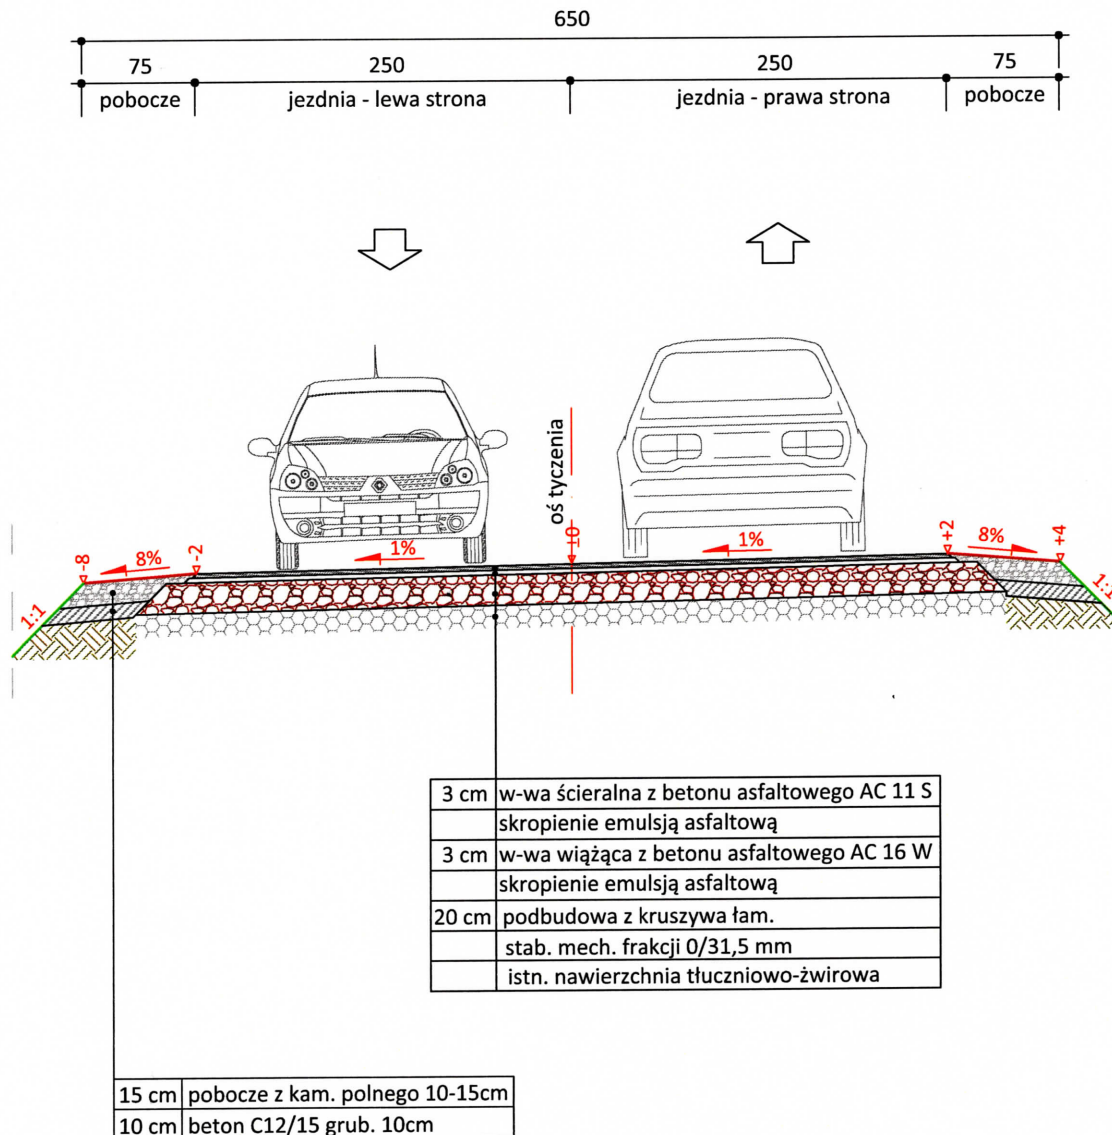 650
75 250 250 75
pobocze jezdnia - lewa strona jezdnia - prawa strona pobocze
oś tyczenia
-8 8% -2 1% ±0 1% +2 8% +4
1:1 1:1
3 cm w-wa ścieralna z betonu asfaltowego AC 11 S
skropienie emulsją asfaltową
3 cm w-wa wiążąca z betonu asfaltowego AC 16 W
skropienie emulsją asfaltową
20 cm podbudowa z kruszywa łam.
stab. mech. frakcji 0/31,5 mm
istn. nawierzchnia tłuczniowo-żwirowa
15 cm pobocze z kam. polnego 10-15cm
10 cm beton C12/15 grub. 10cm